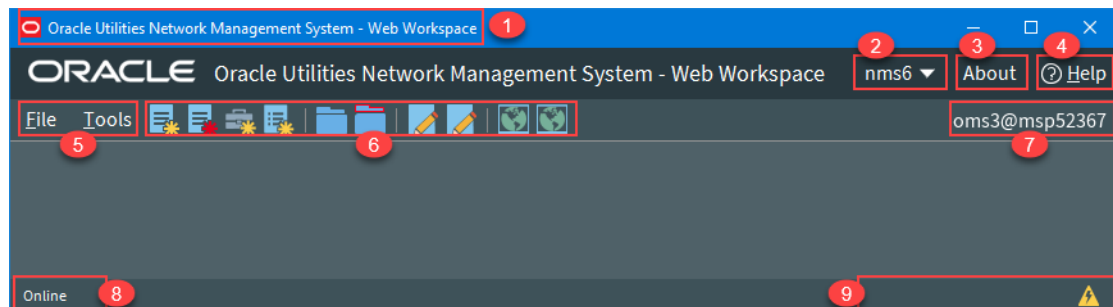 Oracle Utilities Network Management System - Web Workspace 1
2 3 4
ORACLE Oracle Utilities Network Management System - Web Workspace nms6 About Help
File Tools oms3@msp52367
5 6 7
Online 8 9